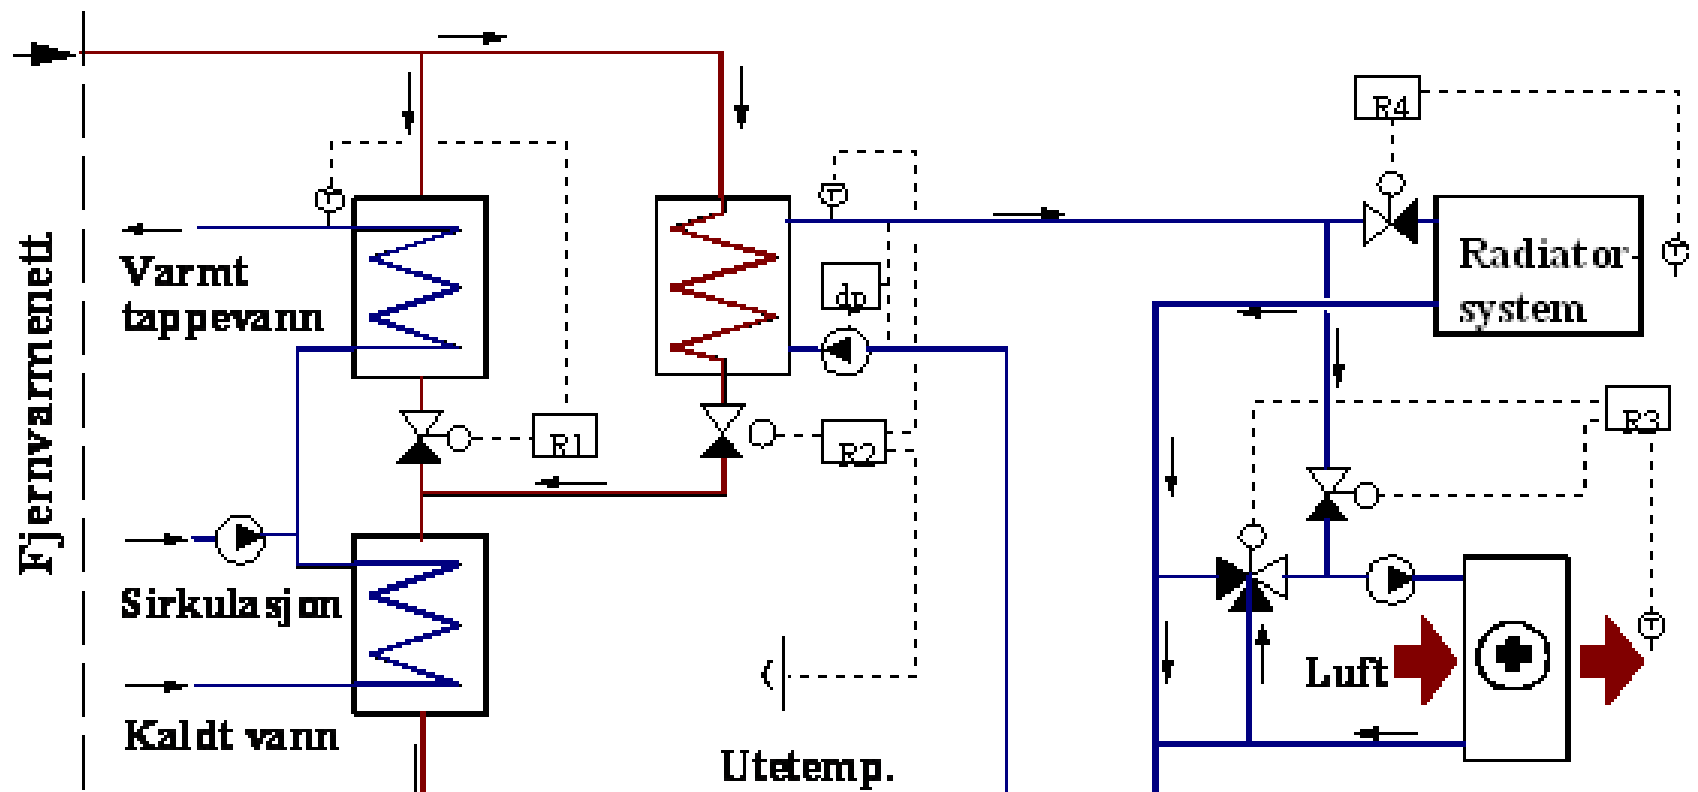 R4
T
T
T
Fjernvarmenett
Varmt
tappevann
dp
Radiator-
system
R1
R2
R3
Sirkulasjon
T
Luft
Kaldt vann
Utetemp.